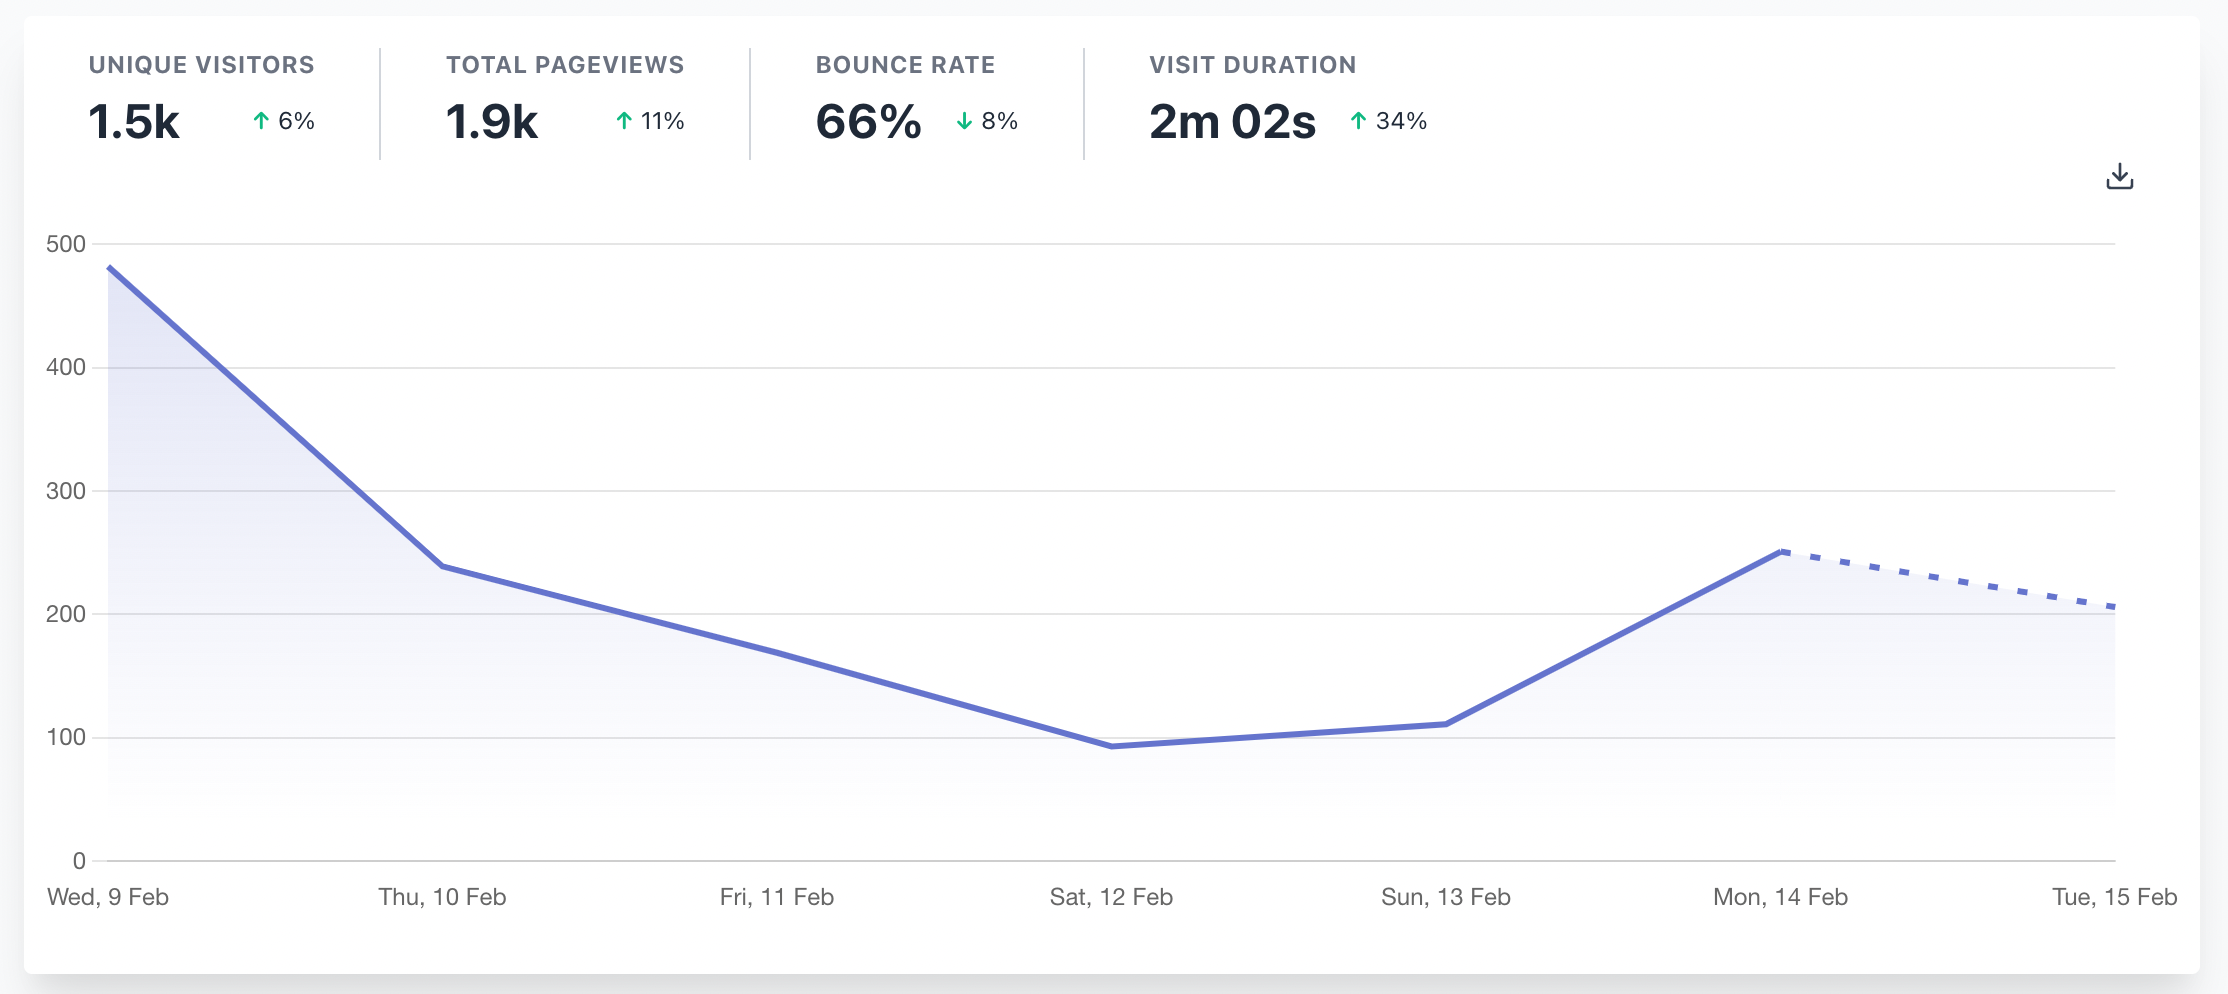 UNIQUE VISITORS
1.5k ↑ 6%
TOTAL PAGEVIEWS
1.9k ↑ 11%
BOUNCE RATE
66% ↓ 8%
VISIT DURATION
2m 02s ↑ 34%
500
400
300
200
100
0
Wed, 9 Feb Thu, 10 Feb Fri, 11 Feb Sat, 12 Feb Sun, 13 Feb Mon, 14 Feb Tue, 15 Feb